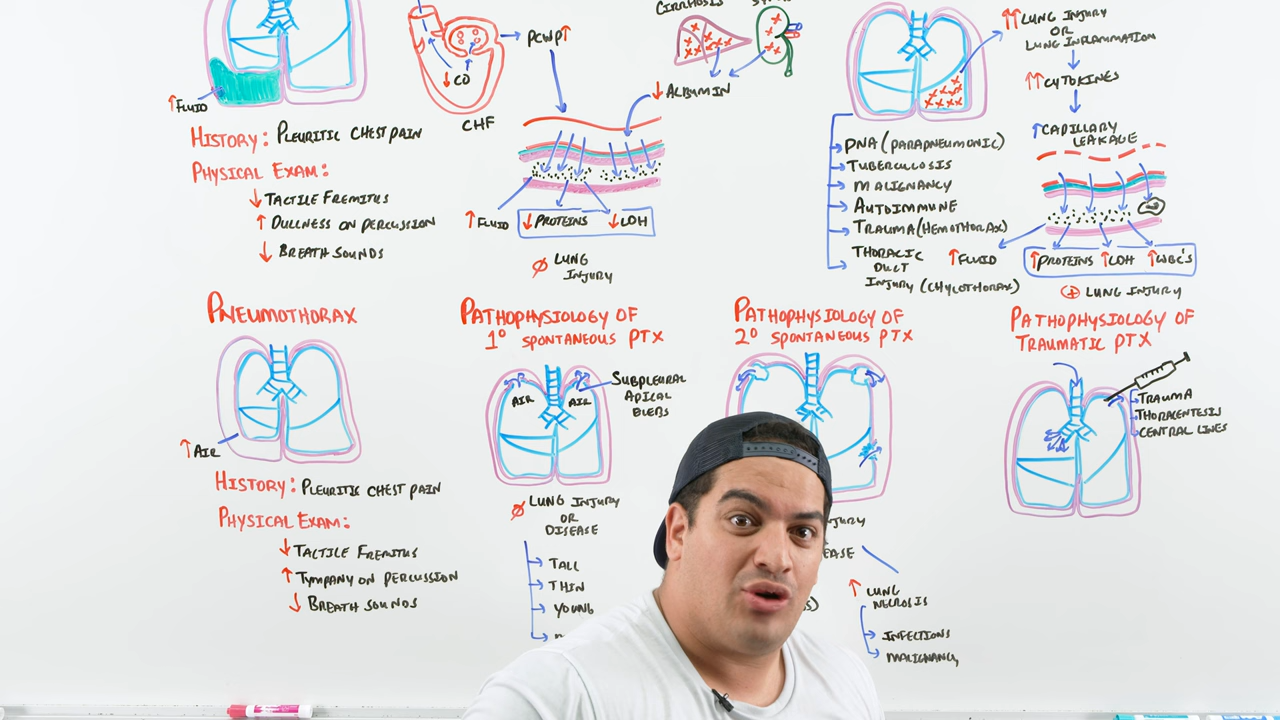 CIRRHOSIS
↑↑ LUNG INJURY
OR
LUNG INFLAMMATION
PCWP↑
↓ CO
↑FLUID
CHF
↓ ALBUMIN
↑↑ CYTOKINES
HISTORY: PLEURITIC CHEST PAIN
PHYSICAL EXAM:
↓ TACTILE FREMITUS
↑ DULLNESS ON PERCUSSION
↓ BREATH SOUNDS
↑FLUID
↓PROTEINS ↓LDH
Ø LUNG
INJURY
PNA (PARAPNEUMONIC)
TUBERCULOSIS
MALIGNANCY
AUTOIMMUNE
TRAUMA (HEMOTHORAX)
THORACIC
DUCT
INJURY (CHYLOTHORAX)
↑CAPILLARY
LEAKAGE
↑FLUID
↑PROTEINS ↑LDH ↑WBC'S
⊕ LUNG INJURY
PNEUMOTHORAX
↑ AIR
HISTORY: PLEURITIC CHEST PAIN
PHYSICAL EXAM:
↓ TACTILE FREMITUS
↑ TYMPANY ON PERCUSSION
↓ BREATH SOUNDS
PATHOPHYSIOLOGY OF
1° SPONTANEOUS PTX
AIR AIR
SUBPLEURAL
APICAL
BLEBS
Ø LUNG INJURY
OR
DISEASE
TALL
THIN
YOUNG
PATHOPHYSIOLOGY OF
2° SPONTANEOUS PTX
NJURY
EASE
S)
↑ LUNG
NECROSIS
INFECTIONS
MALIGNANCY
PATHOPHYSIOLOGY OF
TRAUMATIC PTX
TRAUMA
THORACENTESIS
CENTRAL LINES